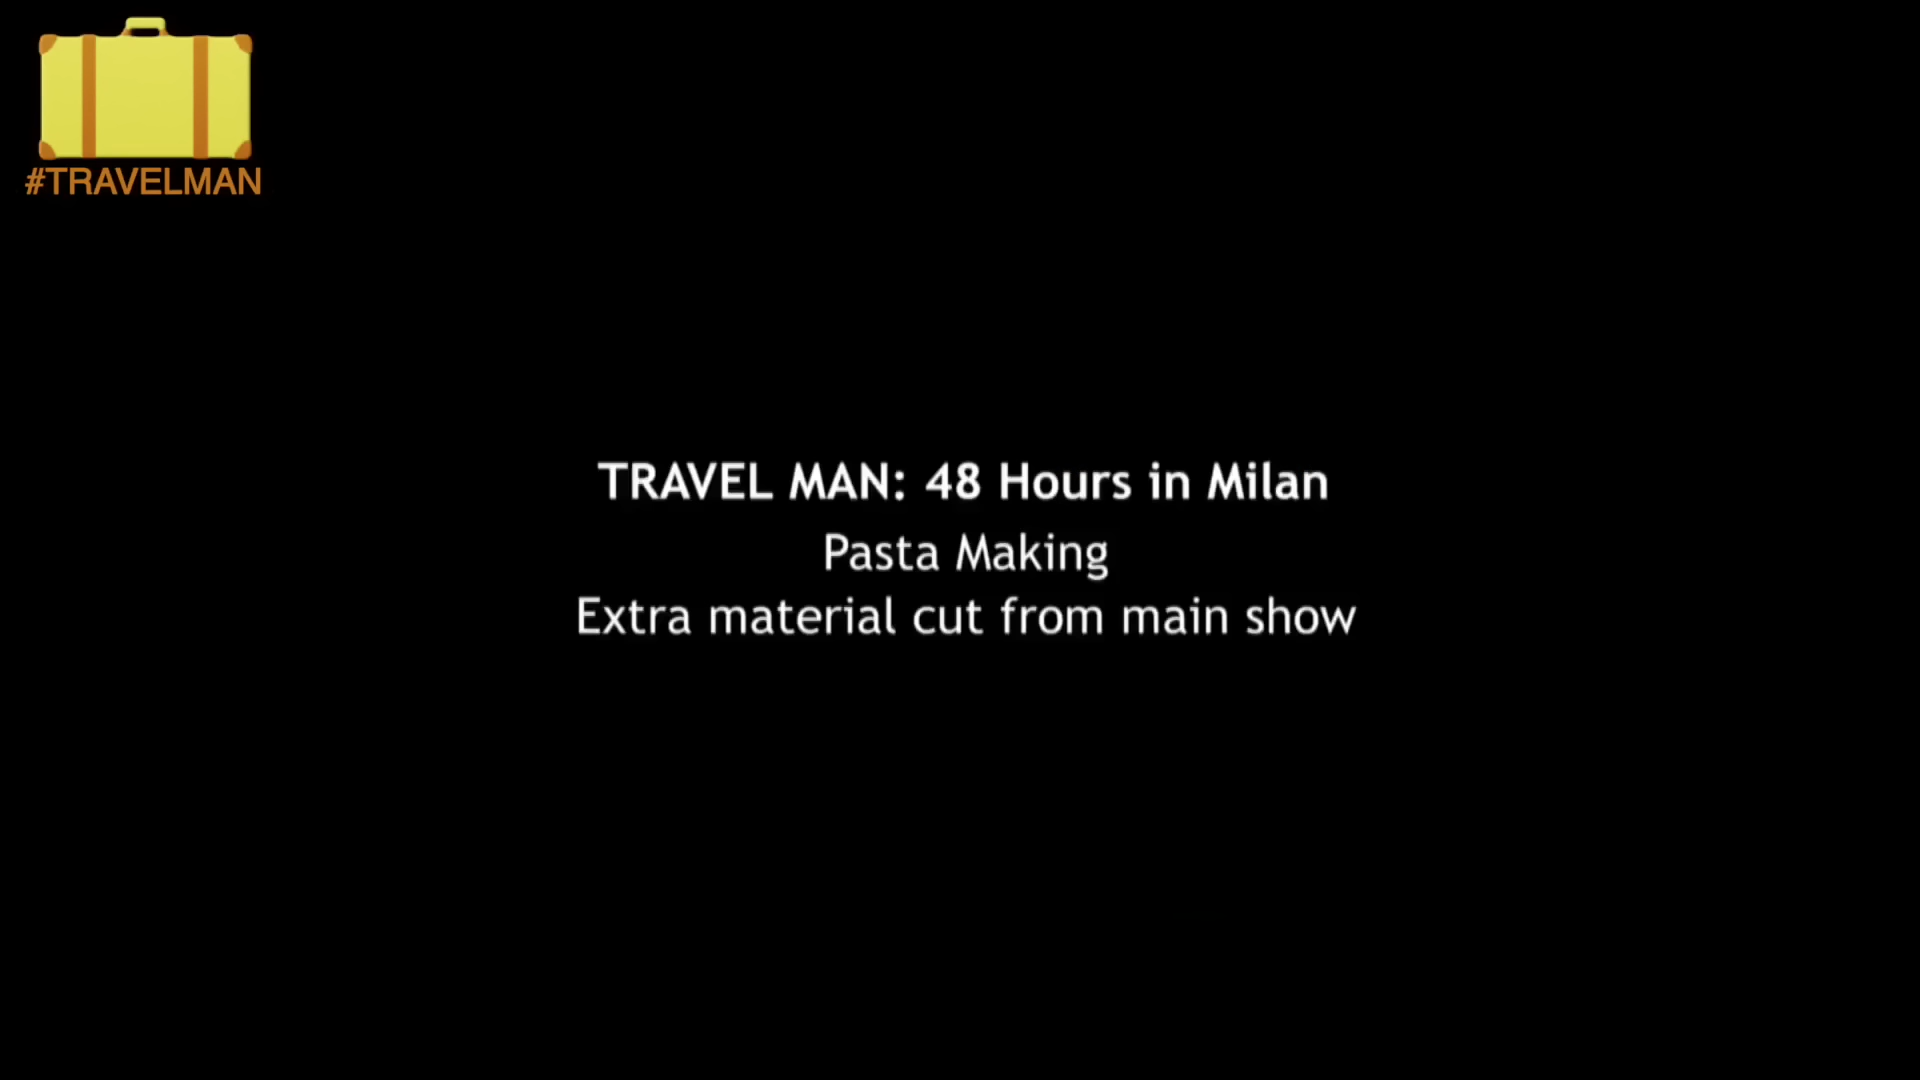 #TRAVELMAN
TRAVEL MAN: 48 Hours in Milan
Pasta Making
Extra material cut from main show